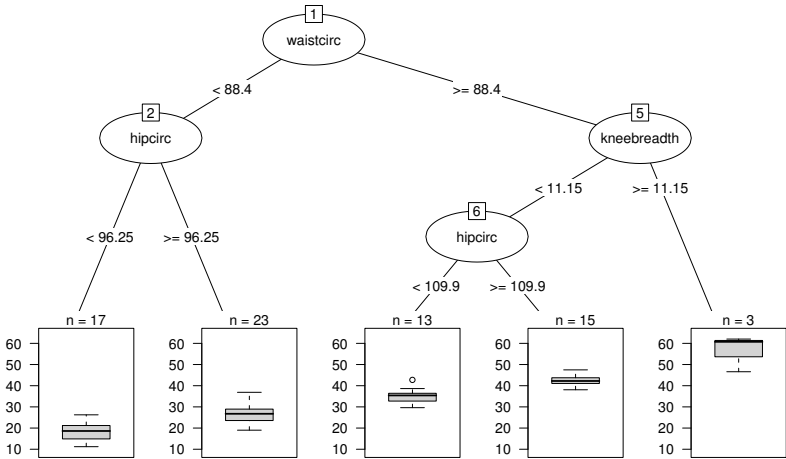 1
waistcirc
< 88.4 >= 88.4
2 5
hipcirc kneebreadth
< 11.15 >= 11.15
6
hipcirc
< 96.25 >= 96.25
< 109.9 >= 109.9
n = 17 n = 23 n = 13 n = 15 n = 3
60 60 60 60 60
50 50 50 50 50
40 40 40 40 40
30 30 30 30 30
20 20 20 20 20
10 10 10 10 10